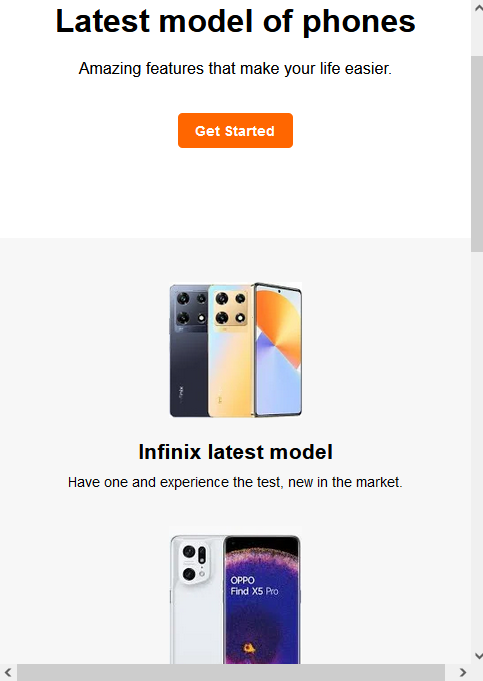 Latest model of phones
Amazing features that make your life easier.
Get Started
Infinix latest model
Have one and experience the test, new in the market.
OPPO
Find X5 Pro